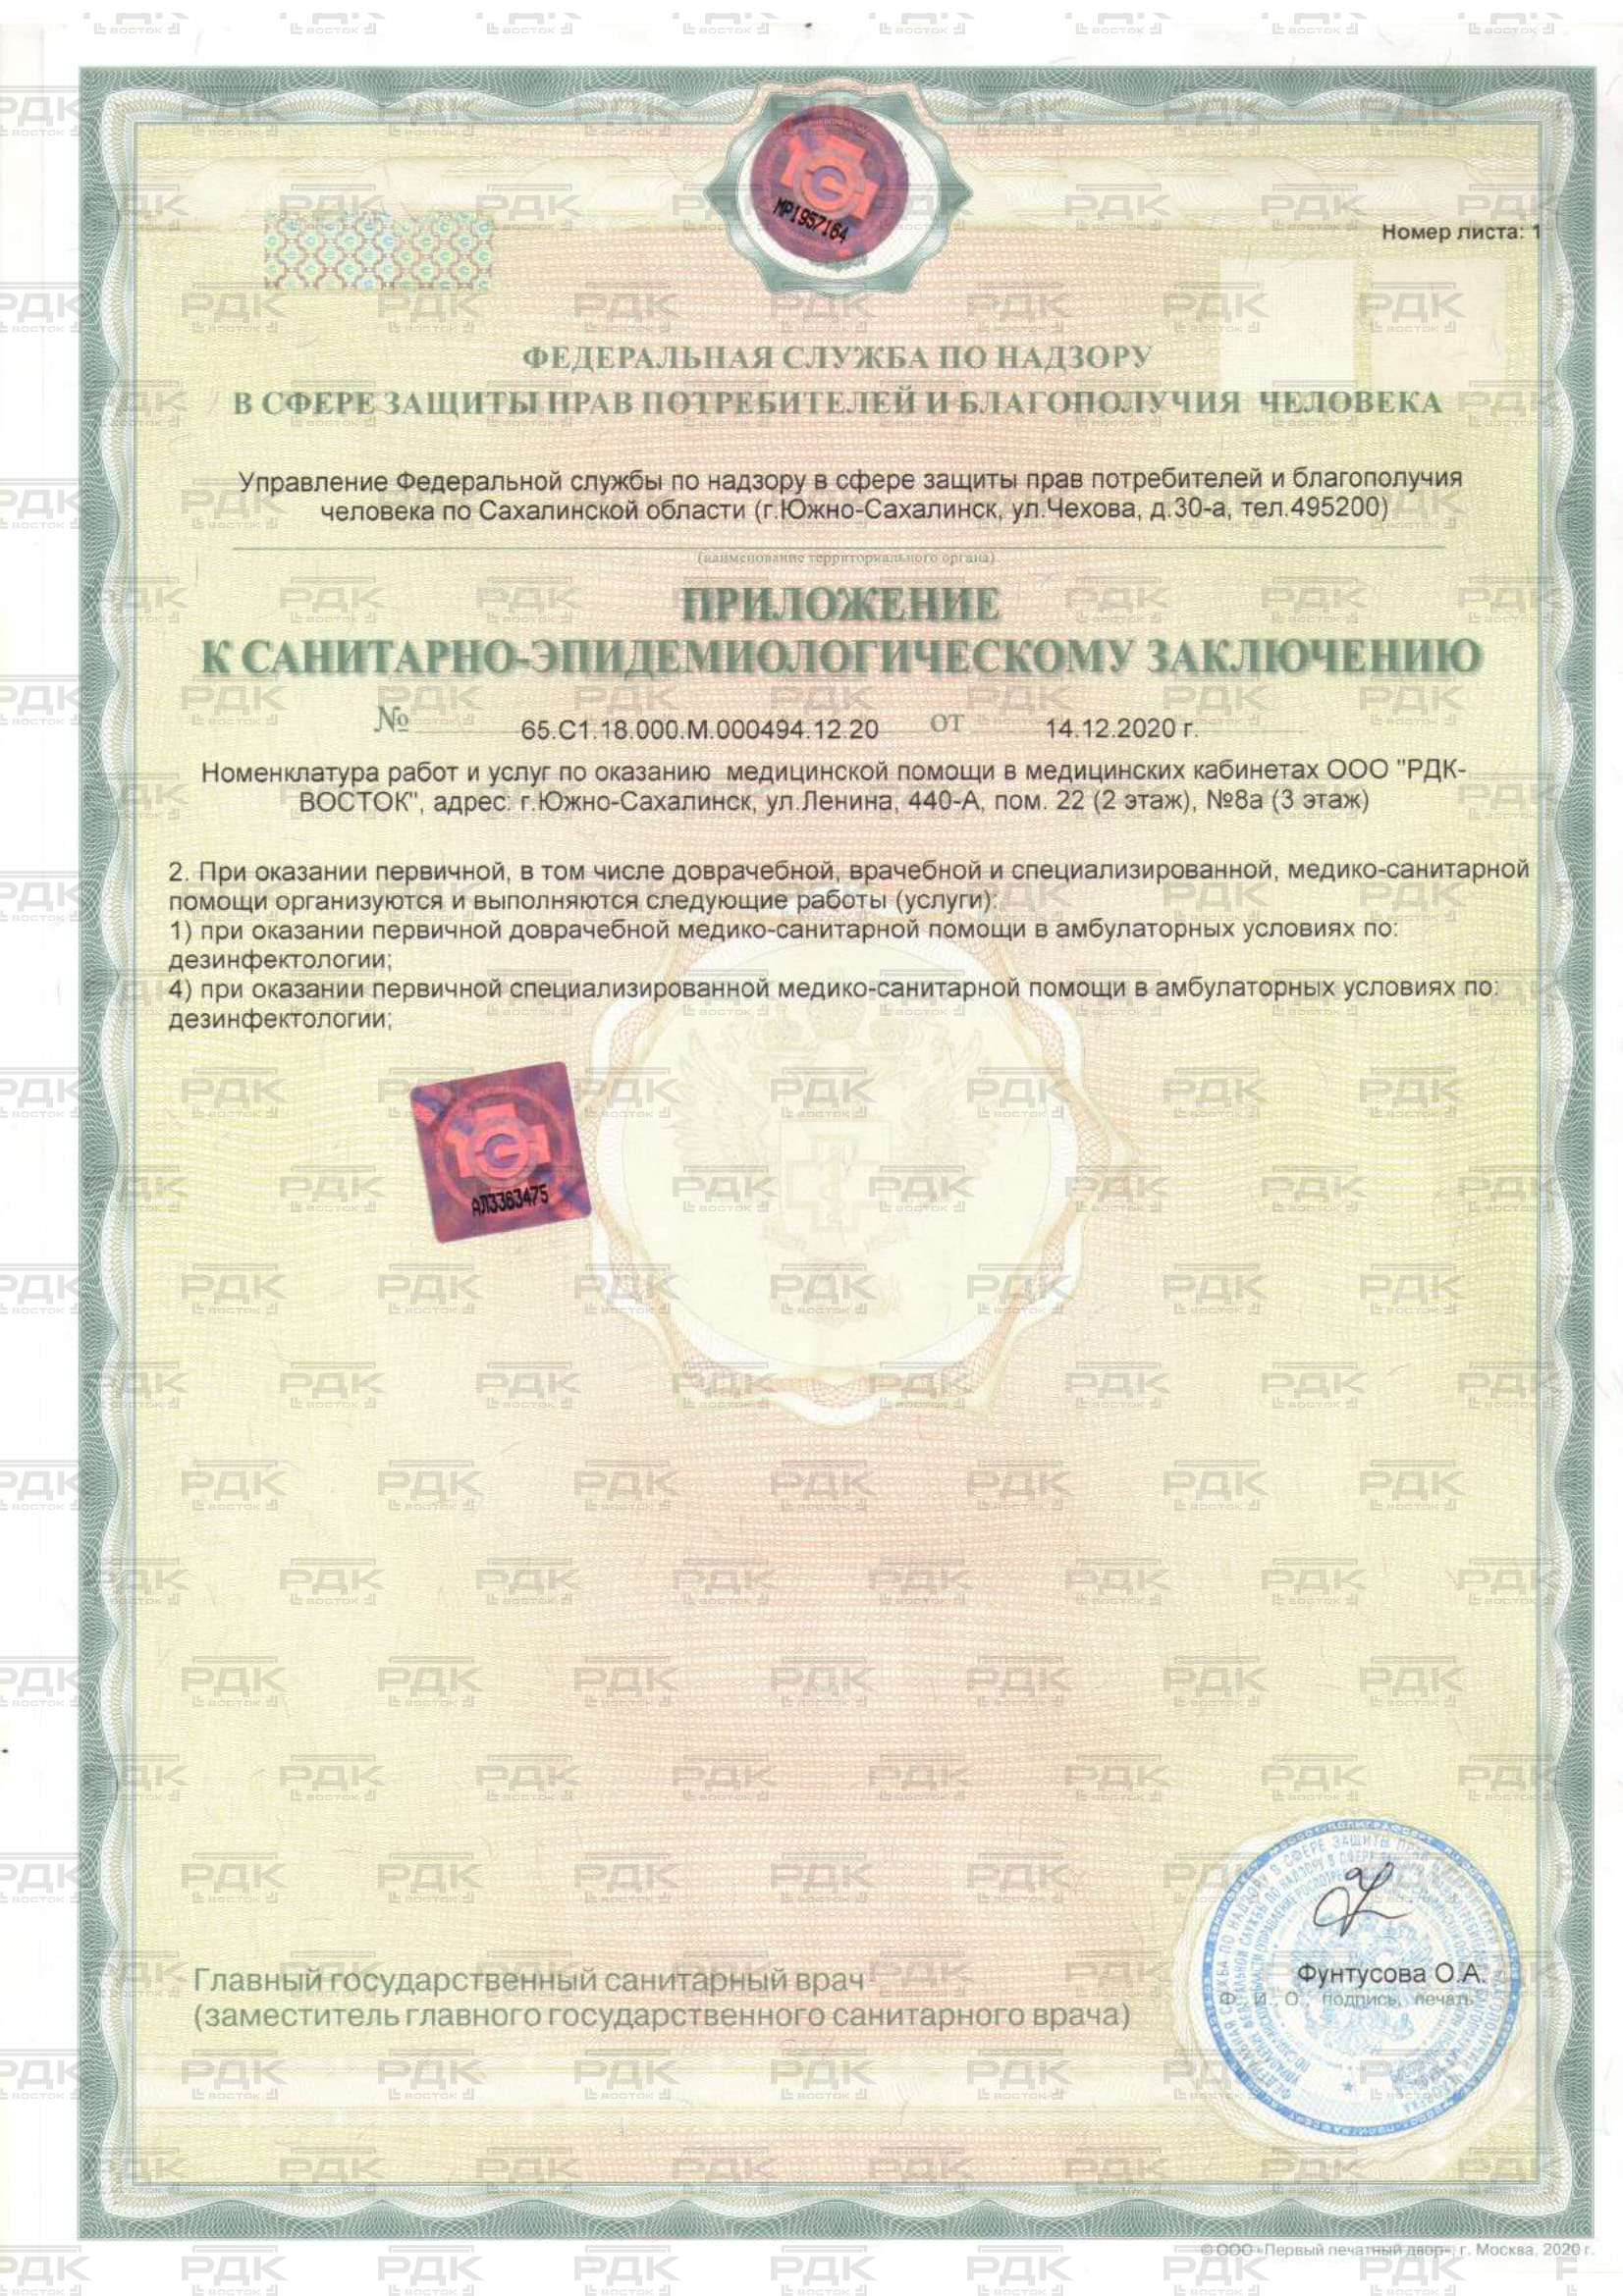 МР1957164
Номер листа: 1
ФЕДЕРАЛЬНАЯ СЛУЖБА ПО НАДЗОРУ
В СФЕРЕ ЗАЩИТЫ ПРАВ ПОТРЕБИТЕЛЕЙ И БЛАГОПОЛУЧИЯ ЧЕЛОВЕКА
Управление Федеральной службы по надзору в сфере защиты прав потребителей и благополучия
человека по Сахалинской области (г.Южно-Сахалинск, ул.Чехова, д.30-а, тел.495200)
(наименование территориального органа)
ПРИЛОЖЕНИЕ
К САНИТАРНО-ЭПИДЕМИОЛОГИЧЕСКОМУ ЗАКЛЮЧЕНИЮ
№ 65.С1.18.000.М.000494.12.20 от 14.12.2020 г.
Номенклатура работ и услуг по оказанию медицинской помощи в медицинских кабинетах ООО "РДК-
ВОСТОК", адрес: г.Южно-Сахалинск, ул.Ленина, 440-А, пом. 22 (2 этаж), №8а (3 этаж)
2. При оказании первичной, в том числе доврачебной, врачебной и специализированной, медико-санитарной
помощи организуются и выполняются следующие работы (услуги):
1) при оказании первичной доврачебной медико-санитарной помощи в амбулаторных условиях по:
дезинфектологии;
4) при оказании первичной специализированной медико-санитарной помощи в амбулаторных условиях по:
дезинфектологии;
АЛ3363475
Главный государственный санитарный врач
(заместитель главного государственного санитарного врача)
Фунтусова О.А.
Ф. И. О., подпись, печать
© ООО «Первый печатный двор», г. Москва, 2020 г.
РДК
ВОСТОК